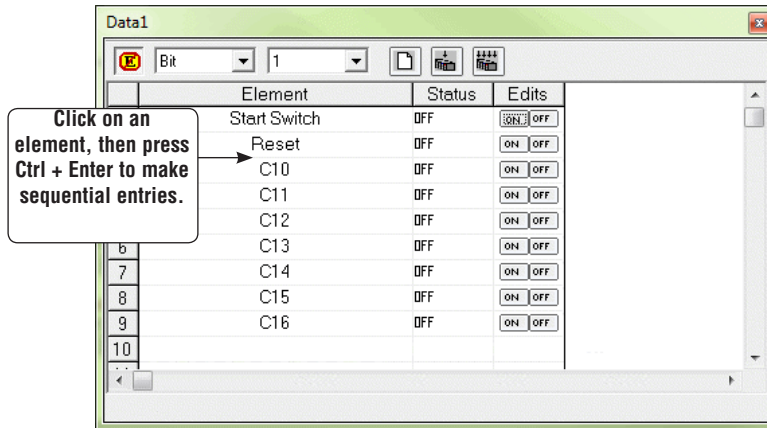 Data1
E Bit 1
Element Status Edits
Start Switch OFF ON OFF
Reset OFF ON OFF
C10 OFF ON OFF
C11 OFF ON OFF
C12 OFF ON OFF
6 C13 OFF ON OFF
7 C14 OFF ON OFF
8 C15 OFF ON OFF
9 C16 OFF ON OFF
10
Click on an
element, then press
Ctrl + Enter to make
sequential entries.